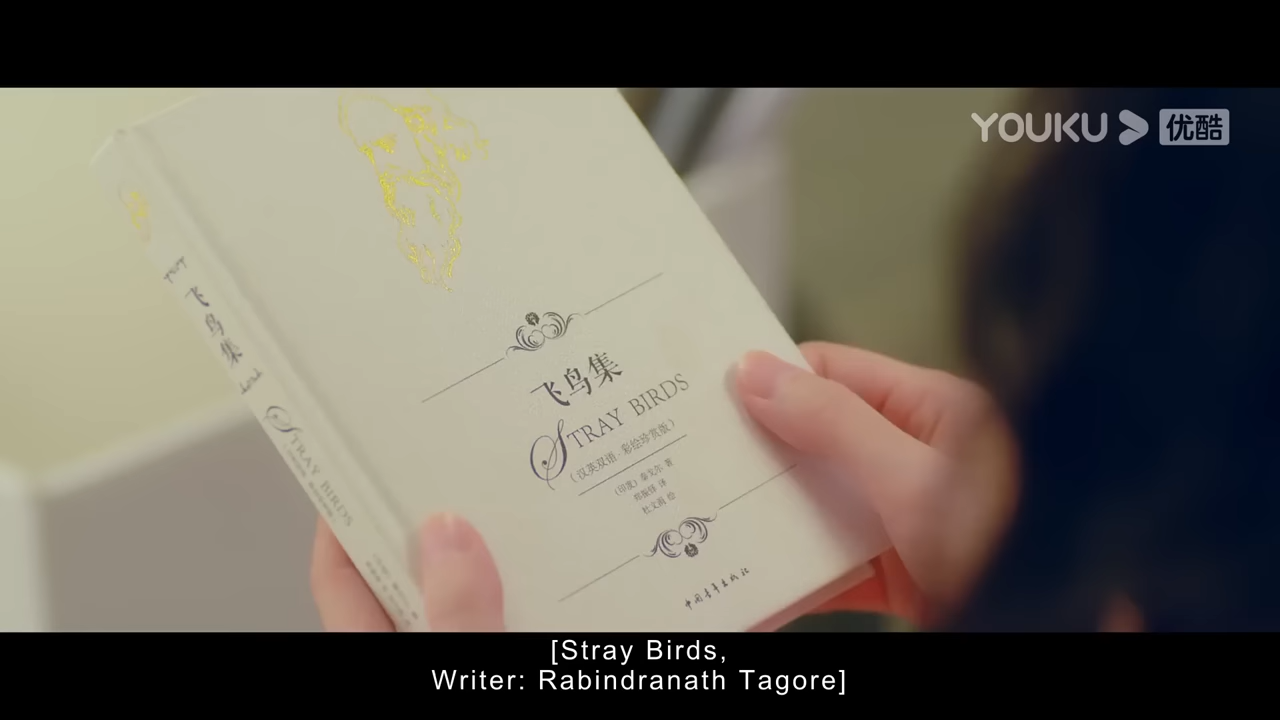 YOUKU 优酷
飞鸟集
STRAY BIRDS
飞鸟集
STRAY BIRDS
(汉英双语·彩绘珍赏版)
〔印度〕泰戈尔 著
郑振铎 译
杜文涓 绘
中国青年出版社
[Stray Birds,
Writer: Rabindranath Tagore]